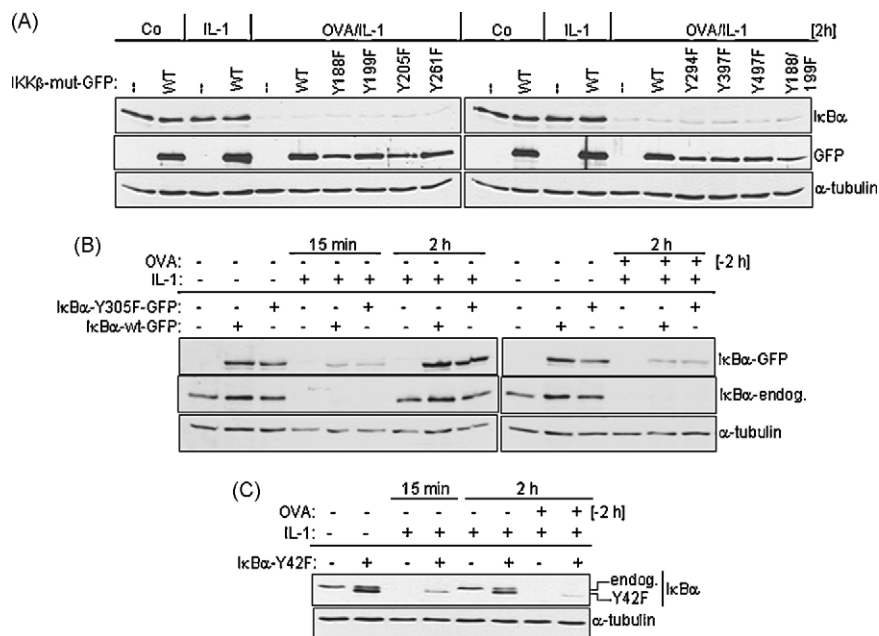 (A)
Co IL-1 OVA/IL-1 Co IL-1 OVA/IL-1 [2h]
IKKβ-mut-GFP: - WT - WT - WT Y188F Y199F Y205F Y261F - WT - WT - WT Y294F Y397F Y497F Y188/199F
IκBα
GFP
α-tubulin
(B)
15 min 2 h 2 h
OVA: - - - - - - - - - - - - + + + [-2 h]
IL-1: - - - + + + + + + - - - + + +
IκBα-Y305F-GFP: - - + - - + - - + - - + - - +
IκBα-wt-GFP: - + - - + - - + - - + - - + -
IκBα-GFP
IκBα-endog.
α-tubulin
(C)
15 min 2 h
OVA: - - - - - - + + [-2 h]
IL-1: - - + + + + + +
IκBα-Y42F: - + - + - + - +
endog.
Y42F
IκBα
α-tubulin